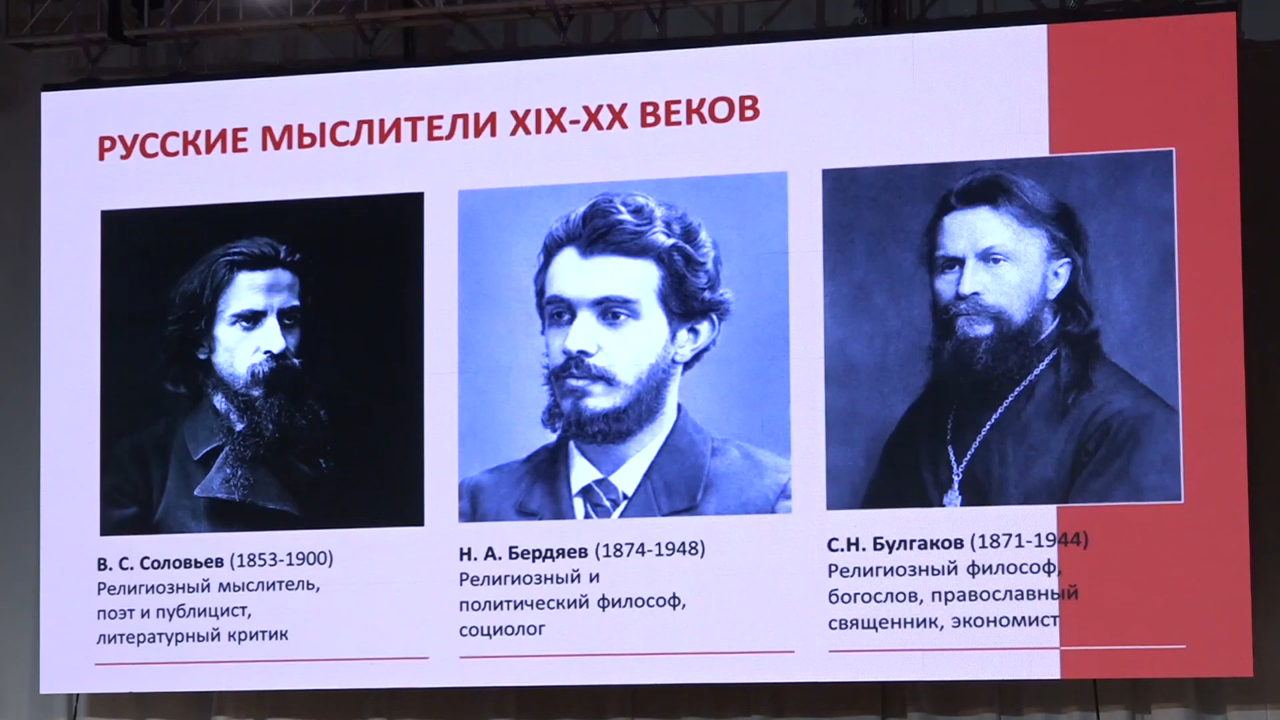 РУССКИЕ МЫСЛИТЕЛИ XIX-XX ВЕКОВ
В. С. Соловьев (1853-1900)
Религиозный мыслитель,
поэт и публицист,
литературный критик
Н. А. Бердяев (1874-1948)
Религиозный и
политический философ,
социолог
С.Н. Булгаков (1871-1944)
Религиозный философ,
богослов, православный
священник, экономист